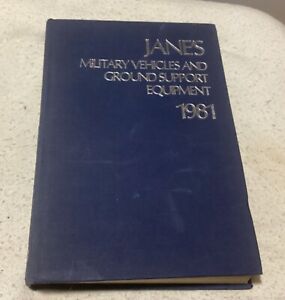 JANE'S
MILITARY VEHICLES AND
GROUND SUPPORT
EQUIPMENT
1981